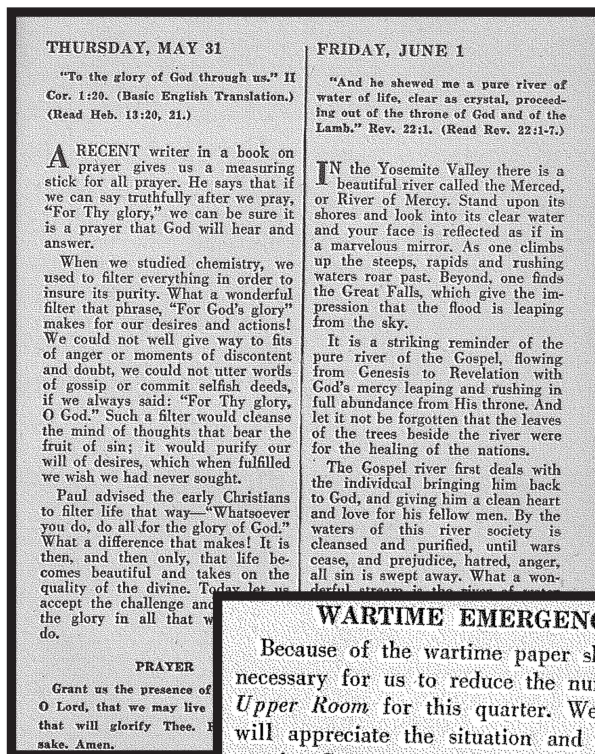 THURSDAY, MAY 31
"To the glory of God through us." II
Cor. 1:20. (Basic English Translation.)
(Read Heb. 13:20, 21.)
A RECENT writer in a book on
prayer gives us a measuring
stick for all prayer. He says that if
we can say truthfully after we pray,
"For Thy glory," we can be sure it
is a prayer that God will hear and
answer.
When we studied chemistry, we
used to filter everything in order to
insure its purity. What a wonderful
filter that phrase, "For God's glory"
makes for our desires and actions!
We could not well give way to fits
of anger or moments of discontent
and doubt, we could not utter words
of gossip or commit selfish deeds,
if we always said: "For Thy glory,
O God." Such a filter would cleanse
the mind of thoughts that bear the
fruit of sin; it would purify our
will of desires, which when fulfilled
we wish we had never sought.
Paul advised the early Christians
to filter life that way—"Whatsoever
you do, do all for the glory of God."
What a difference that makes! It is
then, and then only, that life be-
comes beautiful and takes on the
quality of the divine. Today let us
accept the challenge and
the glory in all that w
do.
PRAYER
Grant us the presence of
O Lord, that we may live
that will glorify Thee.
sake. Amen.
FRIDAY, JUNE 1
"And he shewed me a pure river of
water of life, clear as crystal, proceed-
ing out of the throne of God and of the
Lamb." Rev. 22:1. (Read Rev. 22:1-7.)
IN the Yosemite Valley there is a
beautiful river called the Merced,
or River of Mercy. Stand upon its
shores and look into its clear water
and your face is reflected as if in
a marvelous mirror. As one climbs
up the steeps, rapids and rushing
waters roar past. Beyond, one finds
the Great Falls, which give the im-
pression that the flood is leaping
from the sky.
It is a striking reminder of the
pure river of the Gospel, flowing
from Genesis to Revelation with
God's mercy leaping and rushing in
full abundance from His throne. And
let it not be forgotten that the leaves
of the trees beside the river were
for the healing of the nations.
The Gospel river first deals with
the individual bringing him back
to God, and giving him a clean heart
and love for his fellow men. By the
waters of this river society is
cleansed and purified, until wars
cease, and prejudice, hatred, anger,
all sin is swept away. What a won-
derful stream is the river of water
WARTIME EMERGENC
Because of the wartime paper sh
necessary for us to reduce the nu
Upper Room for this quarter. We
will appreciate the situation and